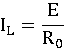 I_L = E/R_0